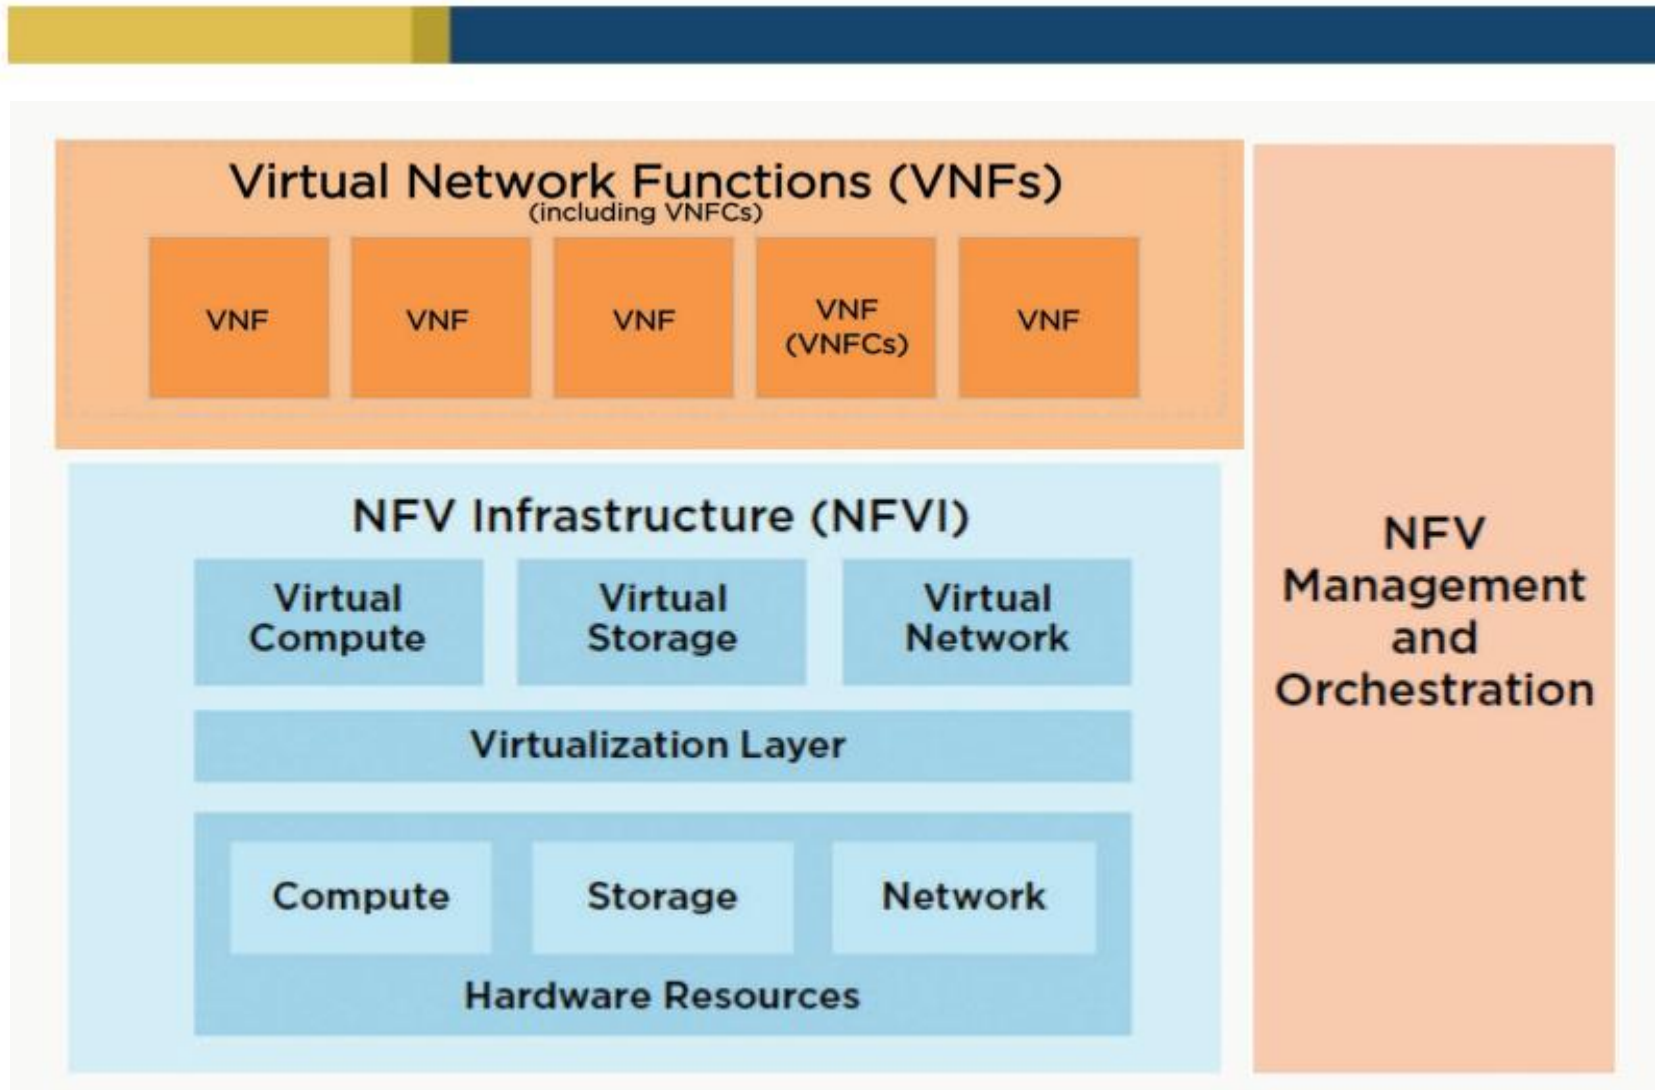 Virtual Network Functions (VNFs)
(including VNFCs)
VNF
VNF
VNF
VNF
(VNFCs)
VNF
NFV Infrastructure (NFVI)
Virtual
Compute
Virtual
Storage
Virtual
Network
Virtualization Layer
Compute
Storage
Network
Hardware Resources
NFV
Management
and
Orchestration